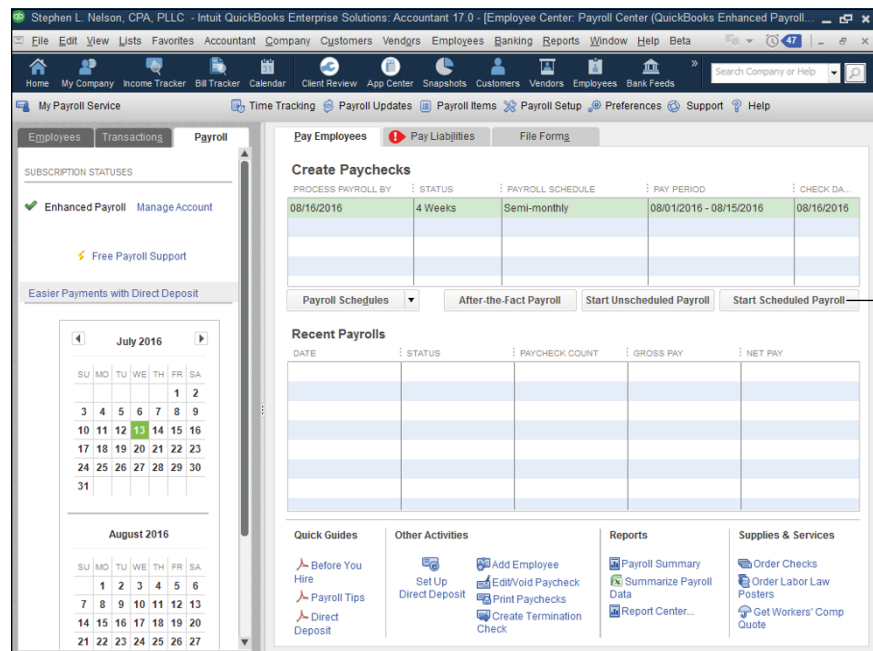 Stephen L. Nelson, CPA, PLLC - Intuit QuickBooks Enterprise Solutions: Accountant 17.0 - [Employee Center: Payroll Center (QuickBooks Enhanced Payroll...
File Edit View Lists Favorites Accountant Company Customers Vendors Employees Banking Reports Window Help Beta 47
Home My Company Income Tracker Bill Tracker Calendar Client Review App Center Snapshots Customers Vendors Employees Bank Feeds » Search Company or Help
My Payroll Service Time Tracking Payroll Updates Payroll Items Payroll Setup Preferences Support Help
Employees Transactions Payroll
SUBSCRIPTION STATUSES
Enhanced Payroll Manage Account
Free Payroll Support
Easier Payments with Direct Deposit
July 2016
SU MO TU WE TH FR SA
1 2
3 4 5 6 7 8 9
10 11 12 13 14 15 16
17 18 19 20 21 22 23
24 25 26 27 28 29 30
31
August 2016
SU MO TU WE TH FR SA
1 2 3 4 5 6
7 8 9 10 11 12 13
14 15 16 17 18 19 20
21 22 23 24 25 26 27
Pay Employees Pay Liabilities File Forms
Create Paychecks
PROCESS PAYROLL BY STATUS PAYROLL SCHEDULE PAY PERIOD CHECK DA...
08/16/2016 4 Weeks Semi-monthly 08/01/2016 - 08/15/2016 08/16/2016
Payroll Schedules After-the-Fact Payroll Start Unscheduled Payroll Start Scheduled Payroll
Recent Payrolls
DATE STATUS PAYCHECK COUNT GROSS PAY NET PAY
Quick Guides
Before You
Hire
Payroll Tips
Direct
Deposit
Other Activities
Set Up
Direct Deposit
Add Employee
Edit/Void Paycheck
Print Paychecks
Create Termination
Check
Reports
Payroll Summary
Summarize Payroll
Data
Report Center...
Supplies & Services
Order Checks
Order Labor Law
Posters
Get Workers' Comp
Quote